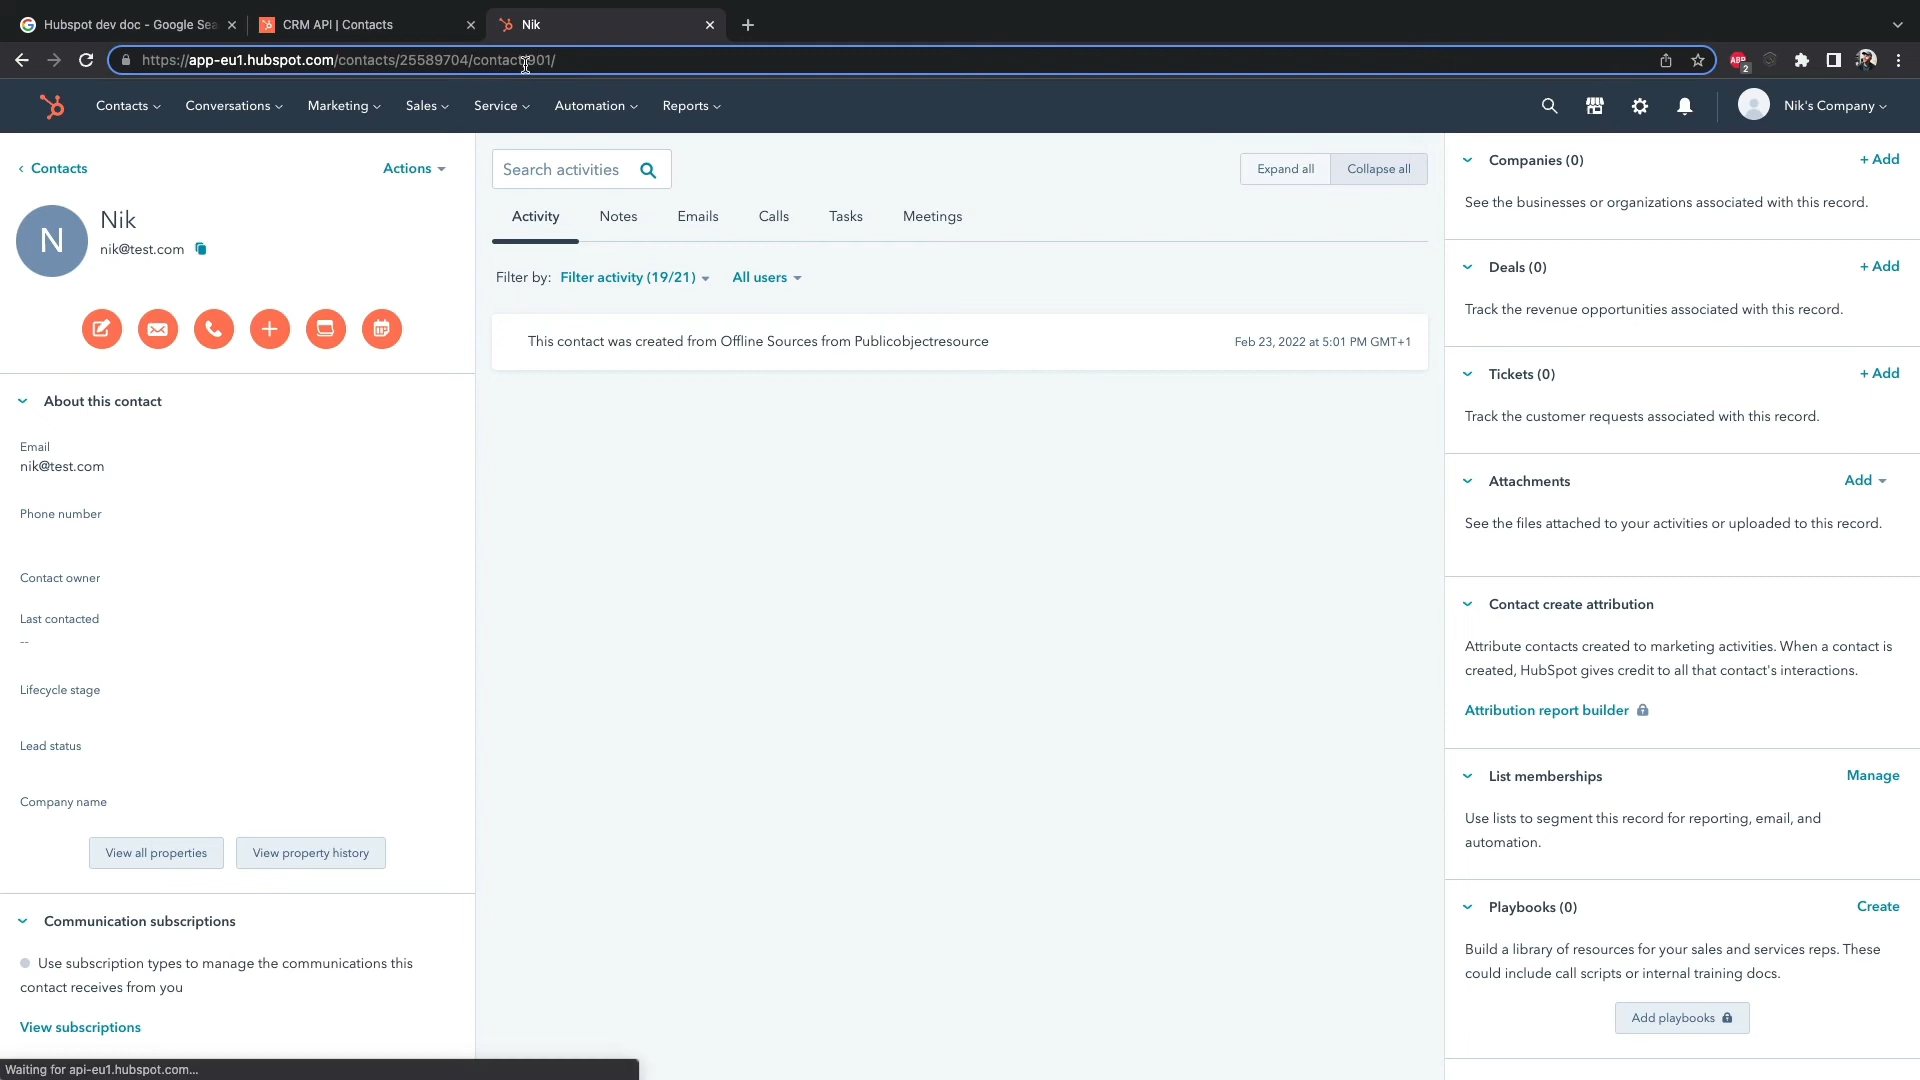 Hubspot dev doc - Google Sea
CRM API | Contacts
Nik
https://app-eu1.hubspot.com/contacts/25589704/contact/901/
ABP
2
Contacts
Conversations
Marketing
Sales
Service
Automation
Reports
Nik's Company
Contacts
Actions
N
Nik
nik@test.com
About this contact
Email
nik@test.com
Phone number
Contact owner
Last contacted
--
Lifecycle stage
Lead status
Company name
View all properties
View property history
Communication subscriptions
Use subscription types to manage the communications this
contact receives from you
View subscriptions
Waiting for api-eu1.hubspot.com...
Search activities
Expand all
Collapse all
Activity
Notes
Emails
Calls
Tasks
Meetings
Filter by: Filter activity (19/21) All users
This contact was created from Offline Sources from Publicobjectresource
Feb 23, 2022 at 5:01 PM GMT+1
Companies (0)
+ Add
See the businesses or organizations associated with this record.
Deals (0)
+ Add
Track the revenue opportunities associated with this record.
Tickets (0)
+ Add
Track the customer requests associated with this record.
Attachments
Add
See the files attached to your activities or uploaded to this record.
Contact create attribution
Attribute contacts created to marketing activities. When a contact is
created, HubSpot gives credit to all that contact's interactions.
Attribution report builder
List memberships
Manage
Use lists to segment this record for reporting, email, and
automation.
Playbooks (0)
Create
Build a library of resources for your sales and services reps. These
could include call scripts or internal training docs.
Add playbooks